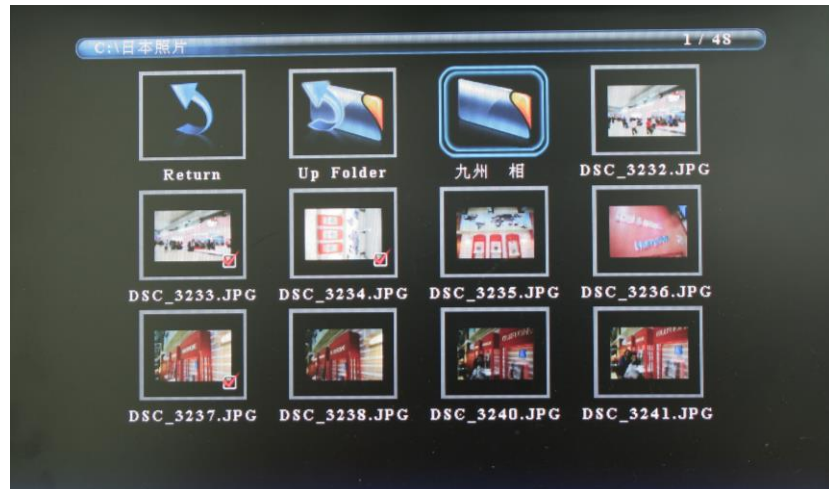 C:\日本照片
1 / 48
Return
Up Folder
九州 相
DSC_3232.JPG
DSC_3233.JPG
DSC_3234.JPG
DSC_3235.JPG
DSC_3236.JPG
DSC_3237.JPG
DSC_3238.JPG
DSC_3240.JPG
DSC_3241.JPG